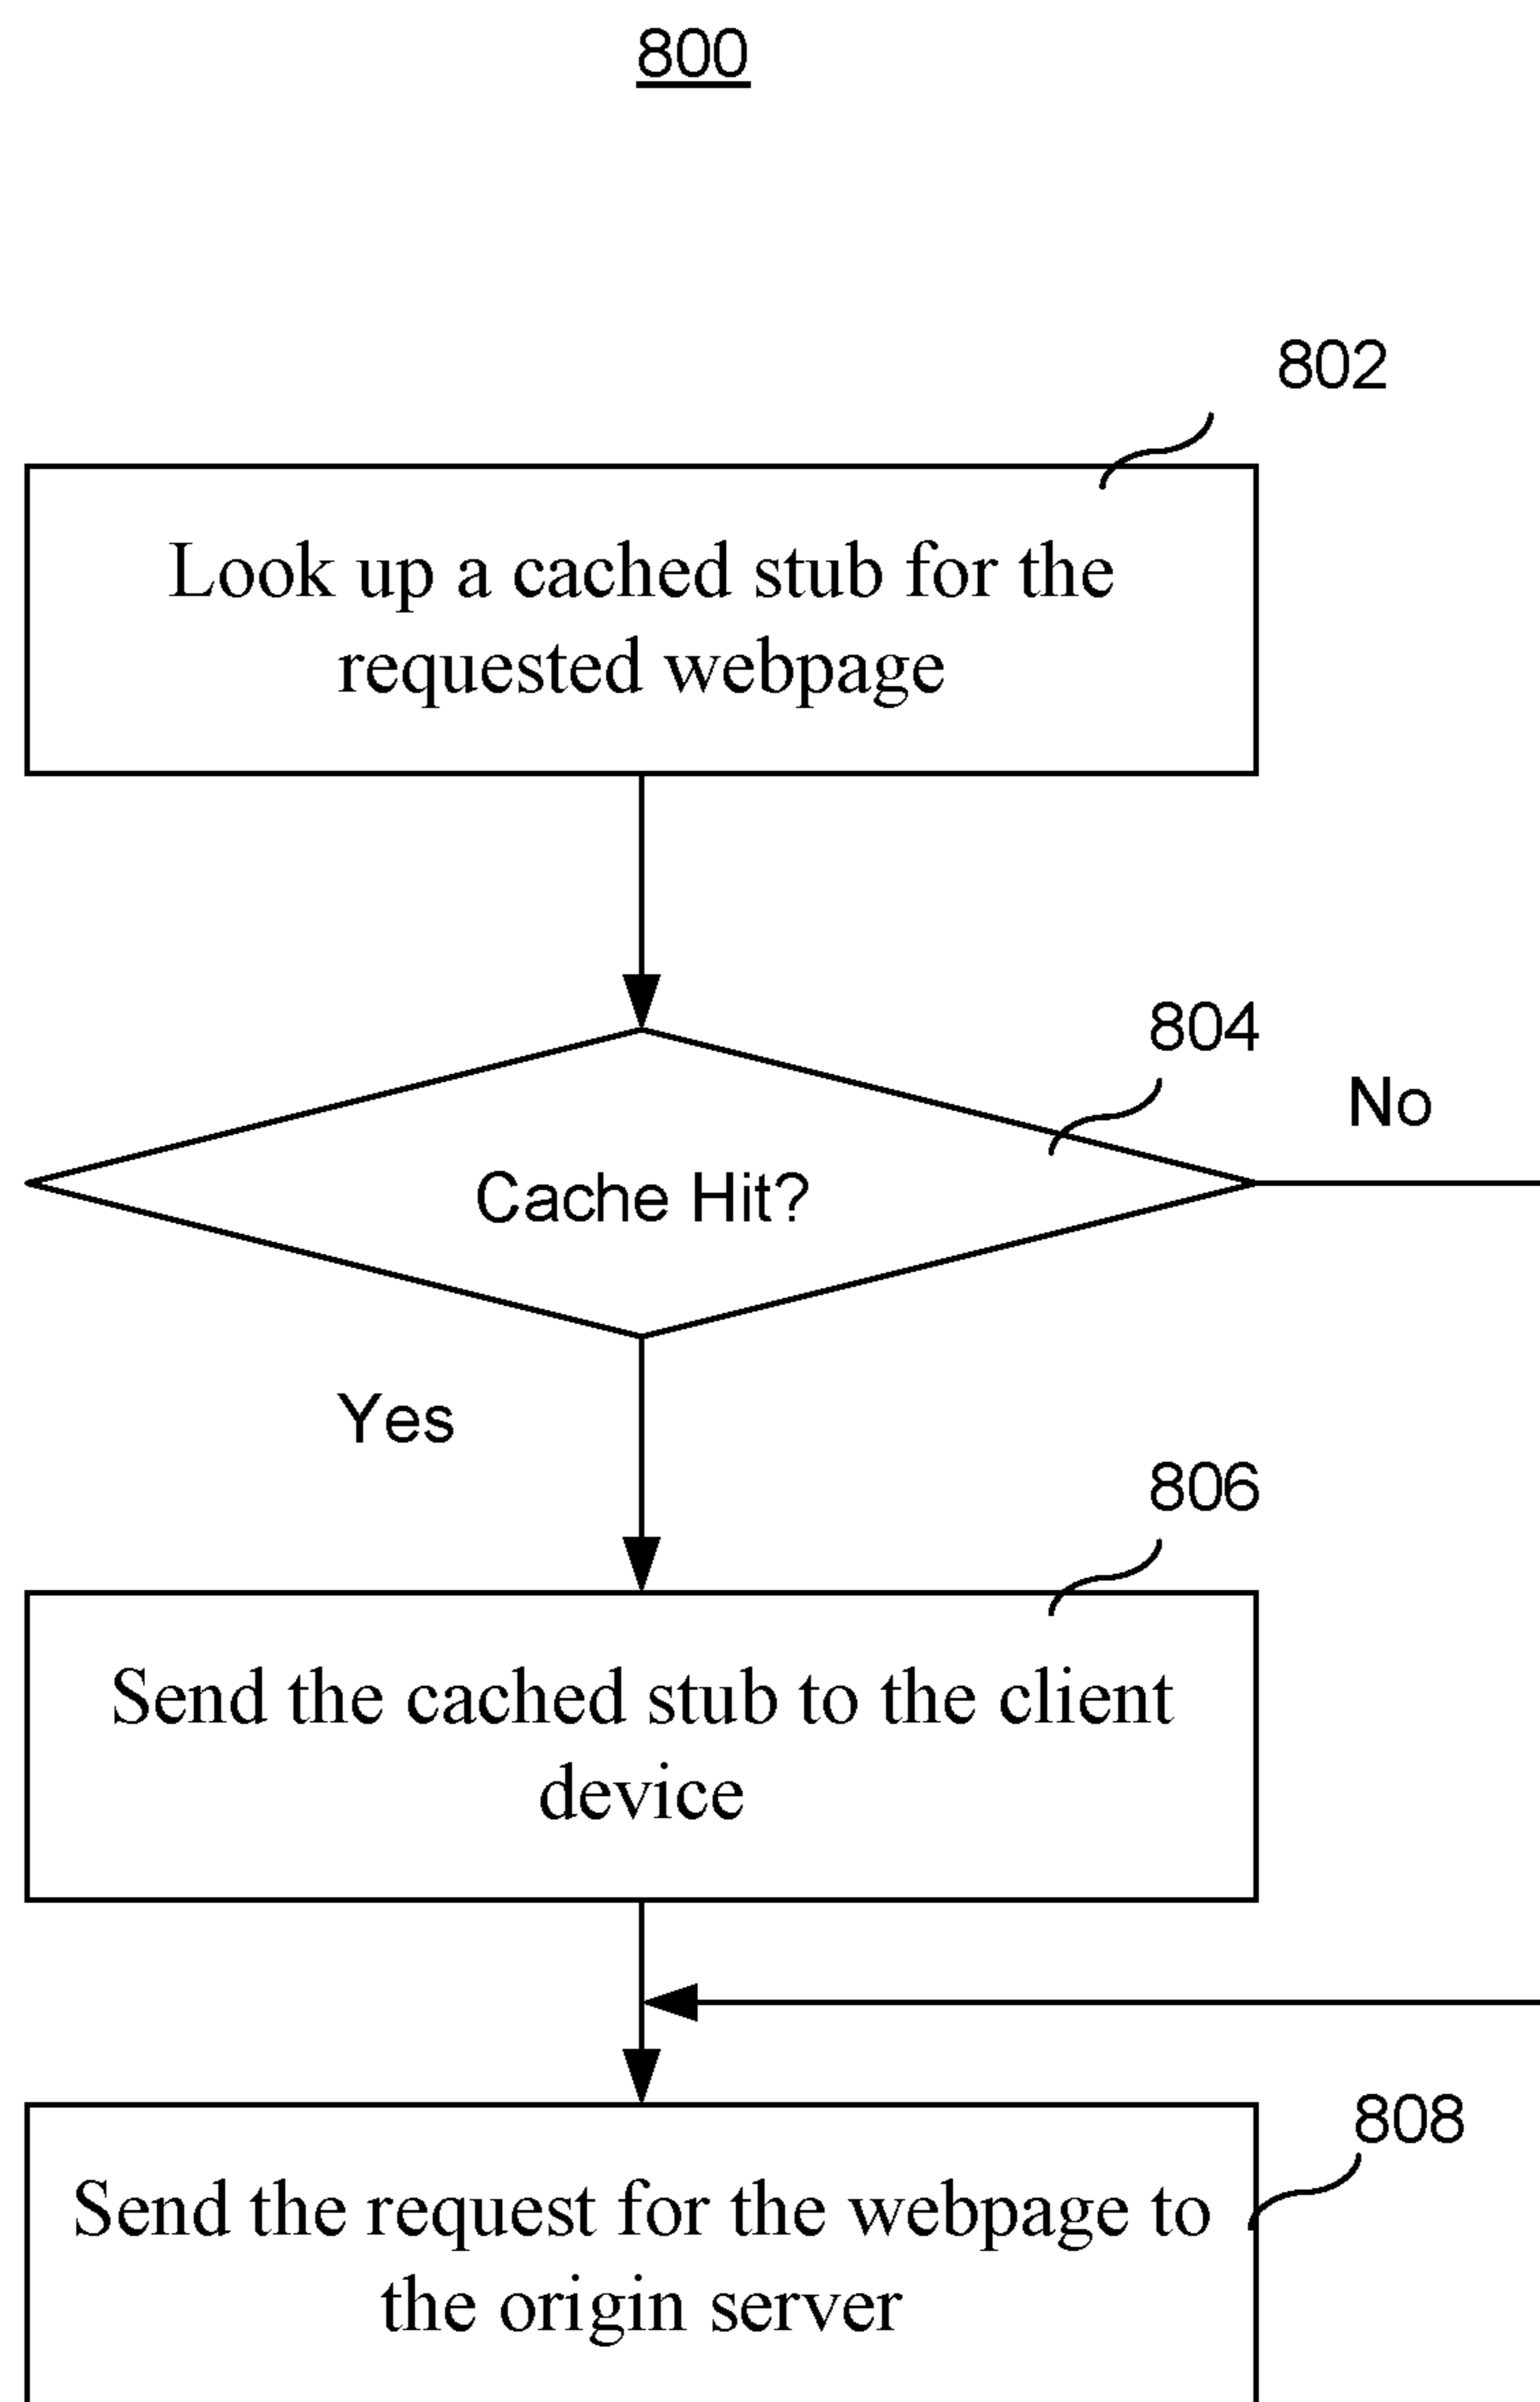 800
802
Look up a cached stub for the
requested webpage
804
No
Cache Hit?
Yes
806
Send the cached stub to the client
device
808
Send the request for the webpage to
the origin server